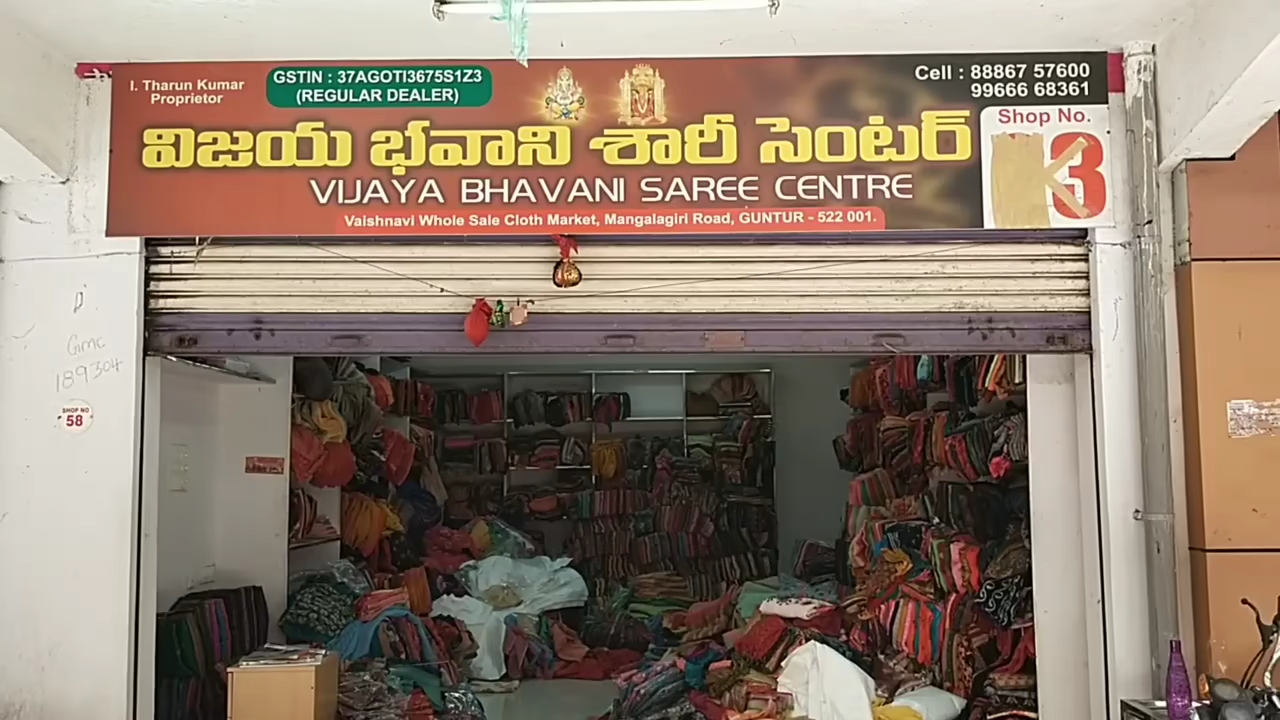 I. Tharun Kumar
Proprietor
GSTIN : 37AGOTI3675S1Z3
(REGULAR DEALER)
Cell : 88867 57600
99666 68361
విజయ భవాని శారీ సెంటర్
Shop No.
3
VIJAYA BHAVANI SAREE CENTRE
Vaishnavi Whole Sale Cloth Market, Mangalagiri Road, GUNTUR - 522 001.
D
Gmc
189304
SHOP NO
58